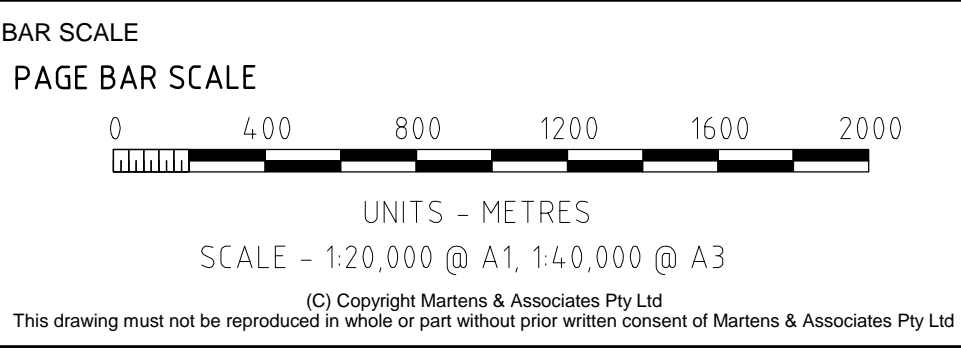 BAR SCALE
PAGE BAR SCALE
0 400 800 1200 1600 2000
UNITS - METRES
SCALE - 1:20,000 @ A1, 1:40,000 @ A3
(C) Copyright Martens & Associates Pty Ltd
This drawing must not be reproduced in whole or part without prior written consent of Martens & Associates Pty Ltd